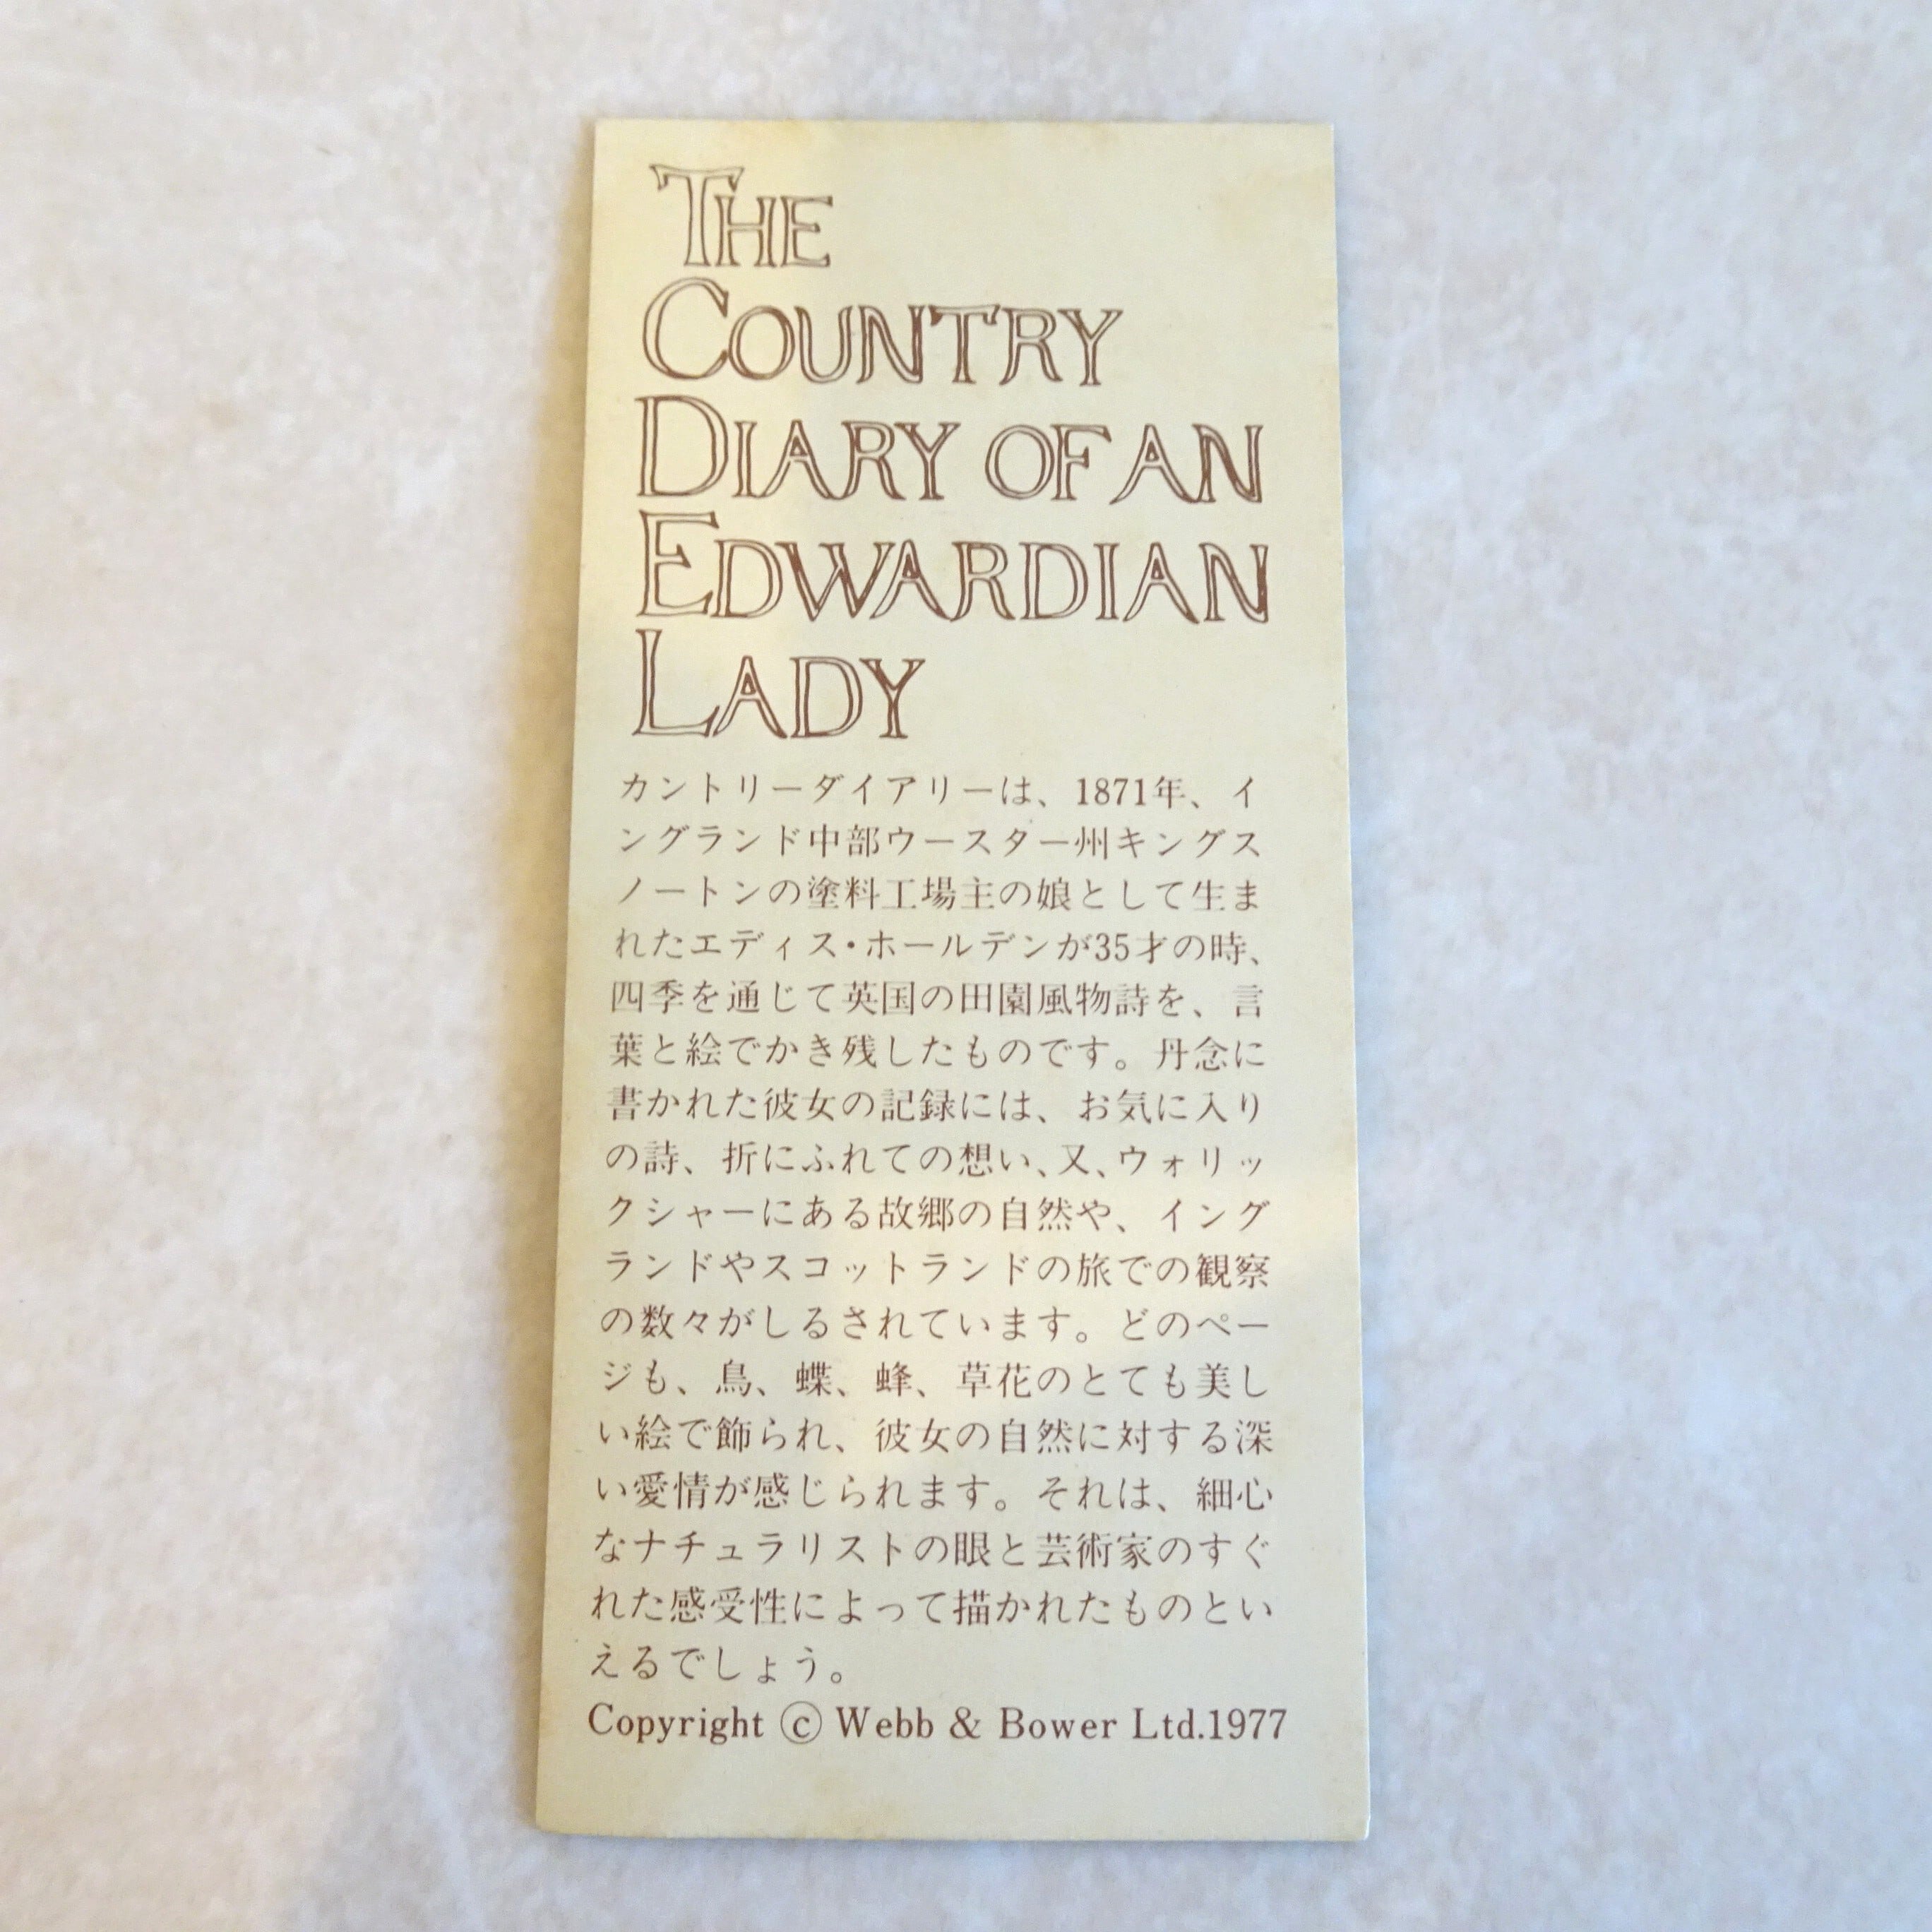 THE
COUNTRY
DIARY OF AN
EDWARDIAN
LADY
カントリーダイアリーは、1871年、イ
ングランド中部ウースター州キングス
ノートンの塗料工場主の娘として生ま
れたエディス・ホールデンが35才の時、
四季を通じて英国の田園風物詩を、言
葉と絵でかき残したものです。丹念に
書かれた彼女の記録には、お気に入り
の詩、折にふれての想い、又、ウォリッ
クシャーにある故郷の自然や、イング
ランドやスコットランドの旅での観察
の数々がしるされています。どのペー
ジも、鳥、蝶、蜂、草花のとても美し
い絵で飾られ、彼女の自然に対する深
い愛情が感じられます。それは、細心
なナチュラリストの眼と芸術家のすぐ
れた感受性によって描かれたものとい
えるでしょう。
Copyright ⓒ Webb & Bower Ltd.1977